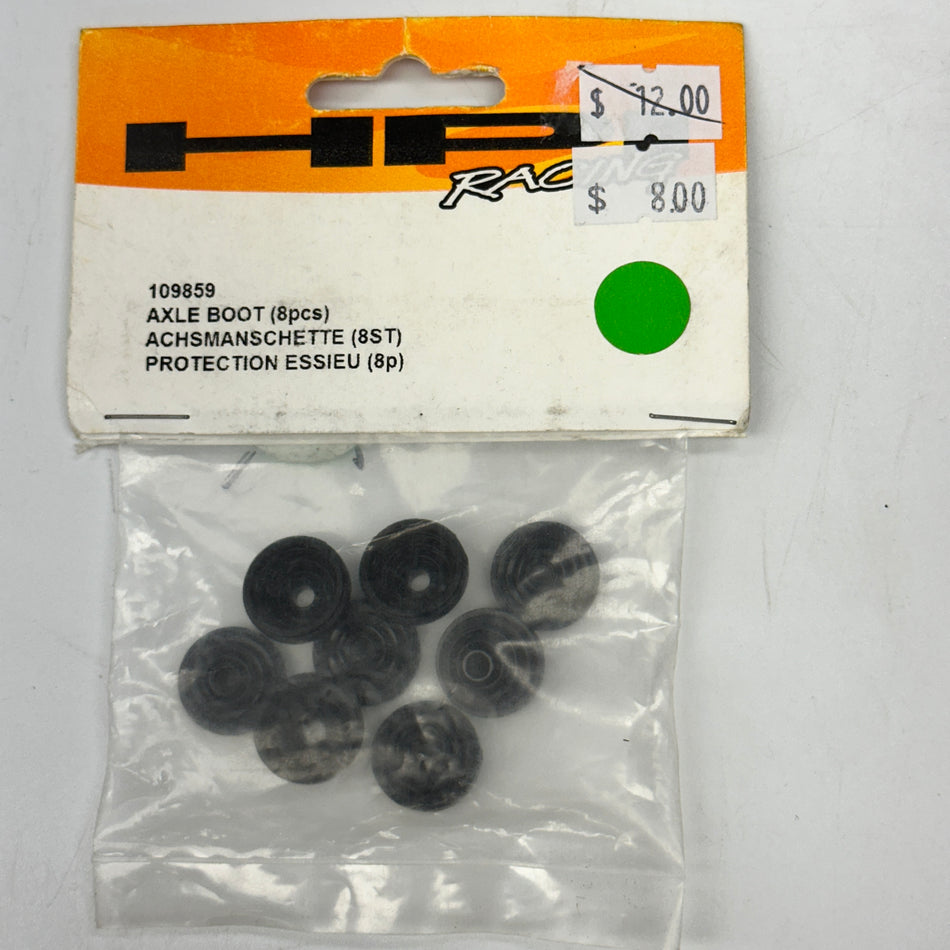 HPI
RACING
$ 12.00
$ 8.00
109859
AXLE BOOT (8pcs)
ACHSMANSCHETTE (8ST)
PROTECTION ESSIEU (8p)